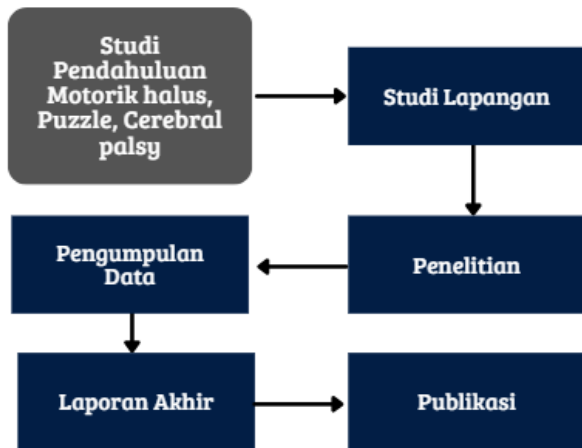 Studi
Pendahuluan
Motorik halus,
Puzzle, Cerebral
palsy
Studi Lapangan
Penelitian
Pengumpulan
Data
Laporan Akhir
Publikasi